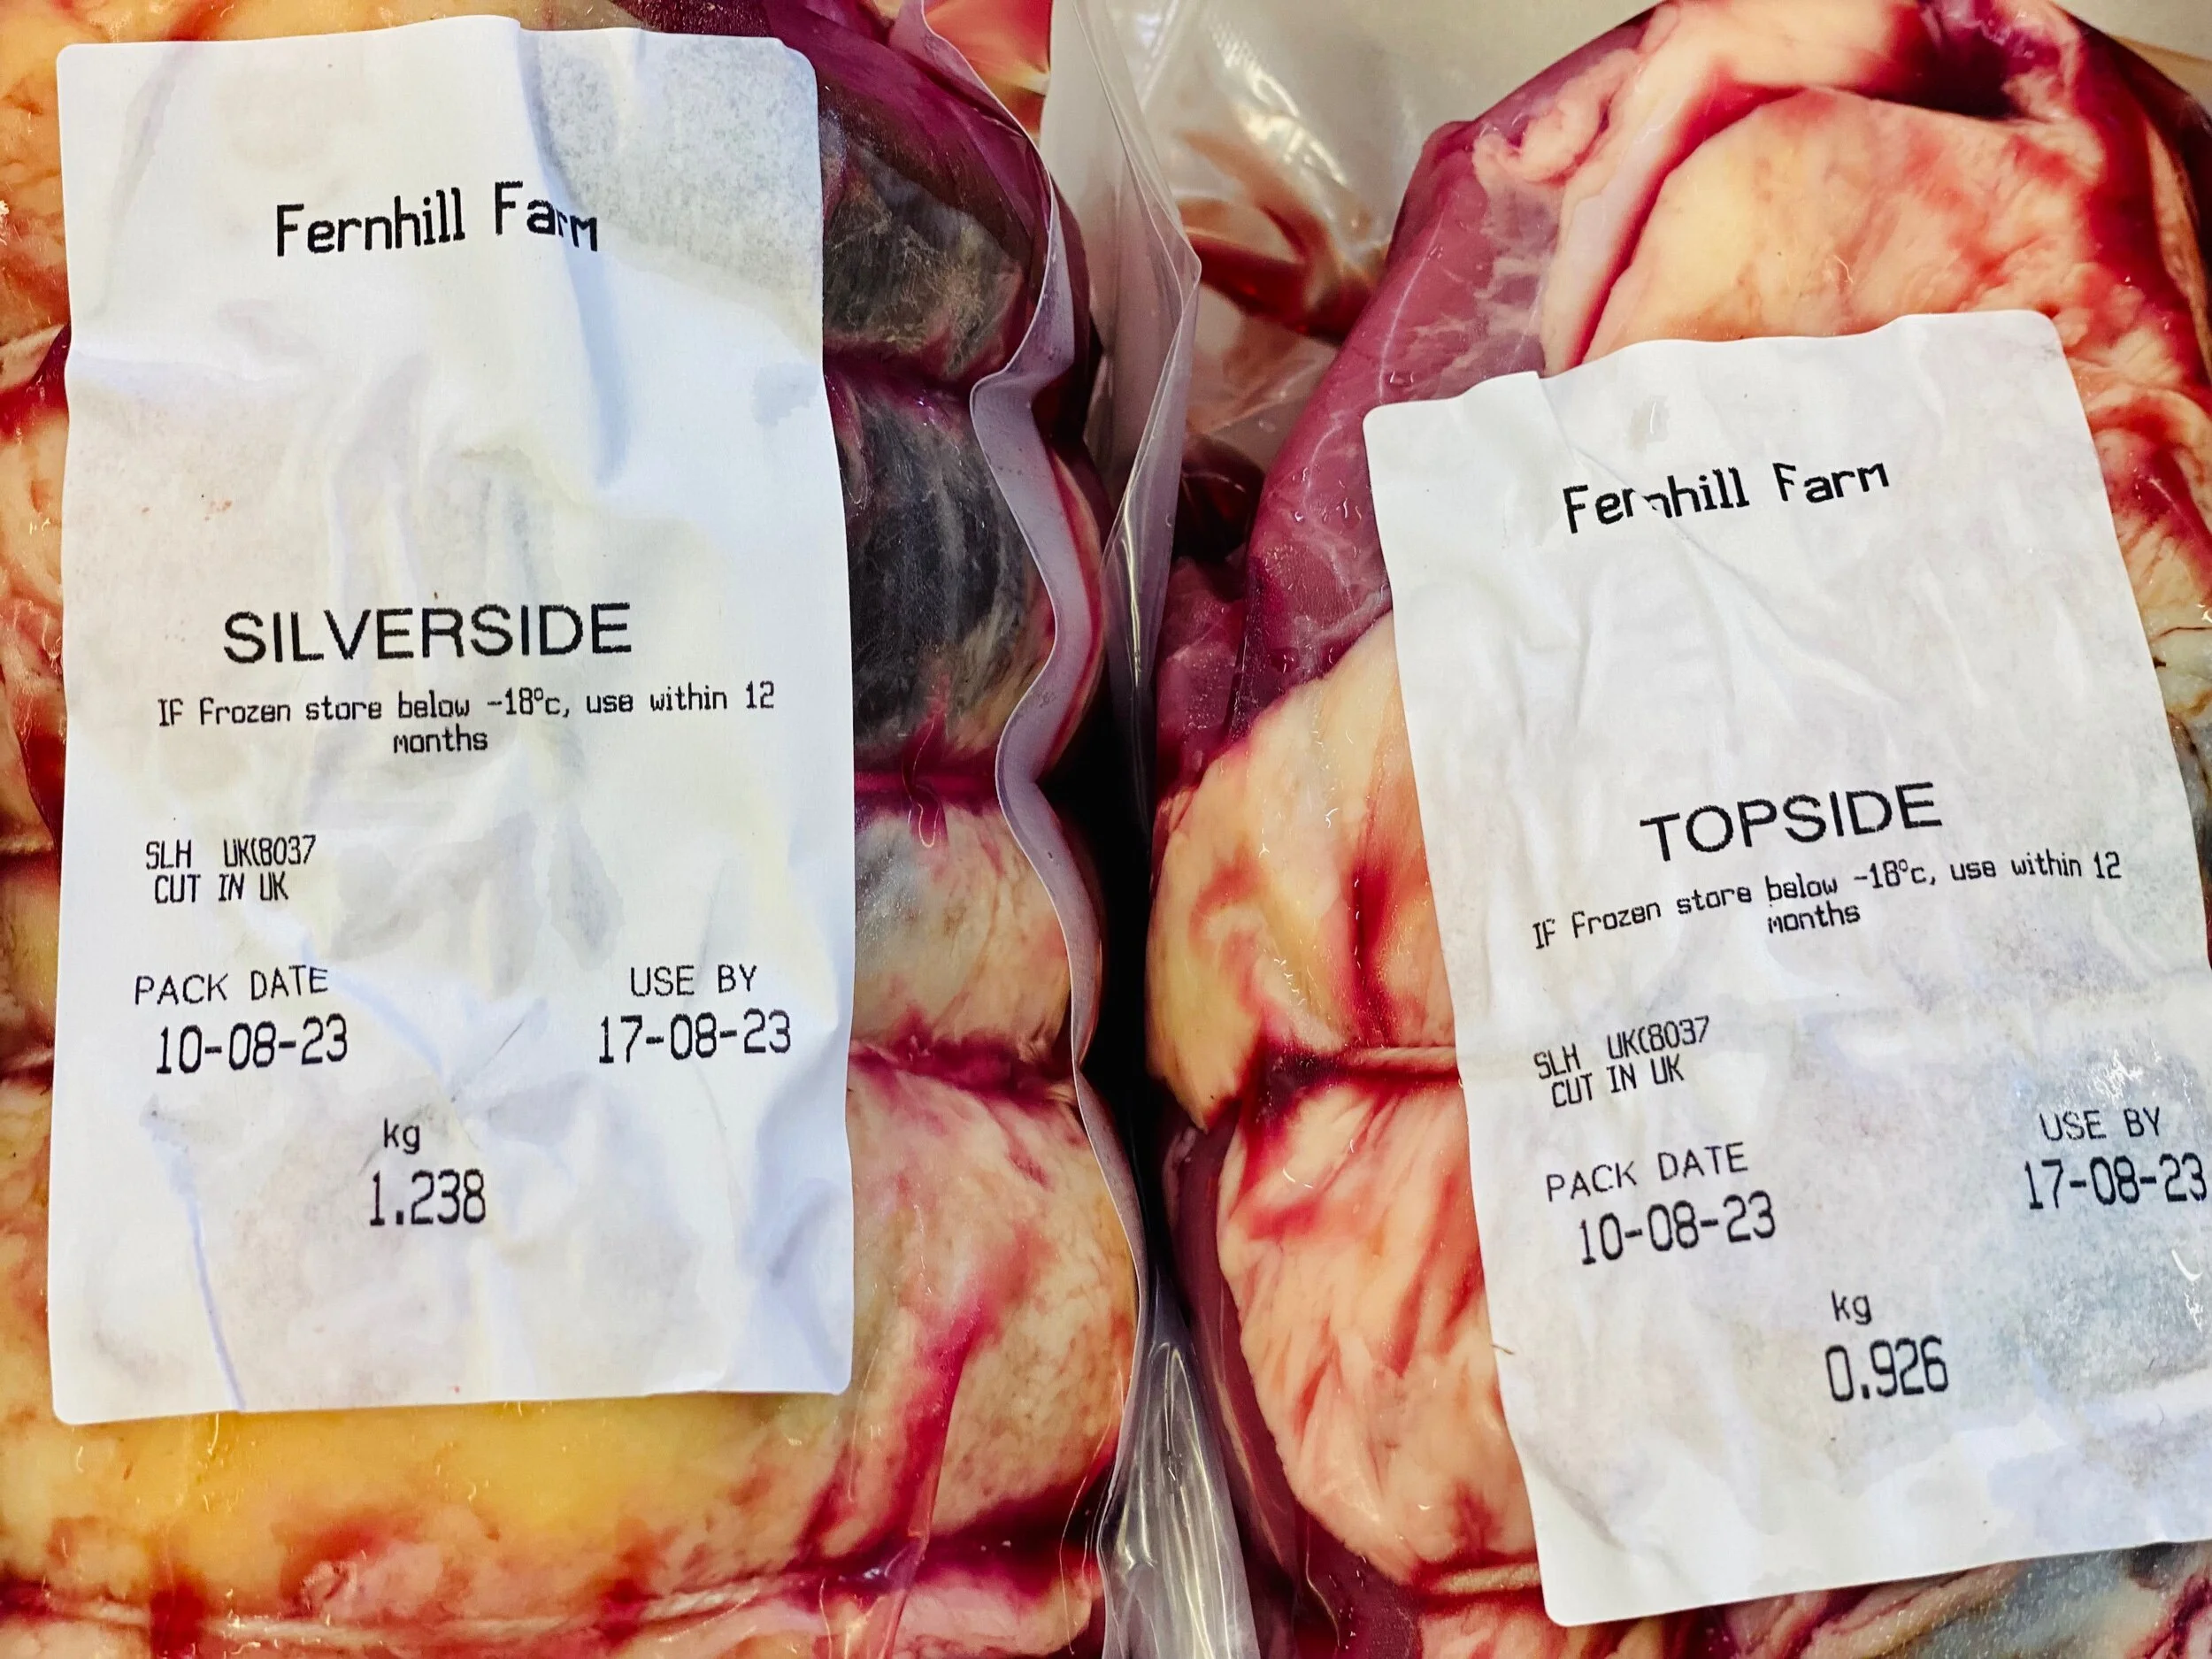 Fernhill Farm
SILVERSIDE
IF Frozen store below -18°c, use within 12
months
SLH UK(8037
CUT IN UK
PACK DATE USE BY
10-08-23 17-08-23
kg
1.238
Fernhill Farm
TOPSIDE
IF Frozen store below -18°c, use within 12
months
SLH UK(8037
CUT IN UK
PACK DATE USE BY
10-08-23 17-08-23
kg
0.926